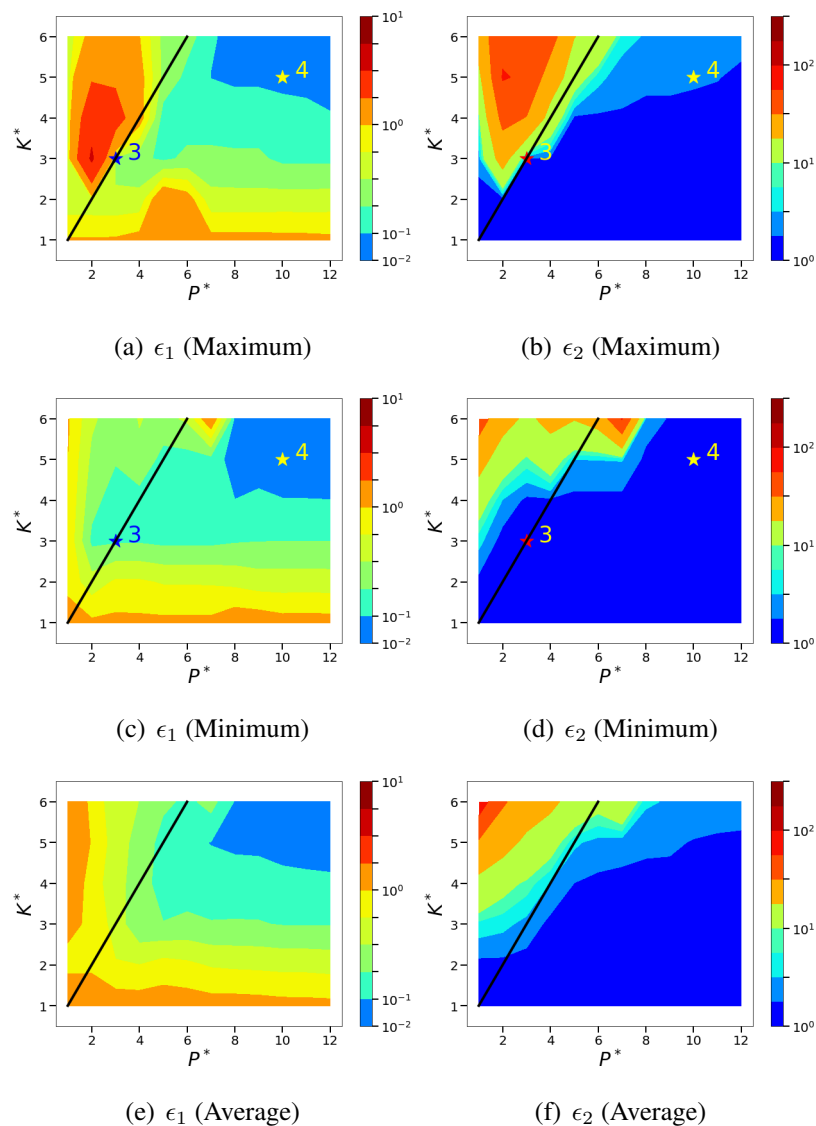 6
5
4
3
2
1
K*
2 4 6 8 10 12
P*
3
4
10^1
10^0
10^{-1}
10^{-2}
(a) ϵ₁ (Maximum)
6
5
4
3
2
1
K*
2 4 6 8 10 12
P*
3
4
10^2
10^1
10^0
(b) ϵ₂ (Maximum)
6
5
4
3
2
1
K*
2 4 6 8 10 12
P*
3
4
10^1
10^0
10^{-1}
10^{-2}
(c) ϵ₁ (Minimum)
6
5
4
3
2
1
K*
2 4 6 8 10 12
P*
3
4
10^2
10^1
10^0
(d) ϵ₂ (Minimum)
6
5
4
3
2
1
K*
2 4 6 8 10 12
P*
10^1
10^0
10^{-1}
10^{-2}
(e) ϵ₁ (Average)
6
5
4
3
2
1
K*
2 4 6 8 10 12
P*
10^2
10^1
10^0
(f) ϵ₂ (Average)